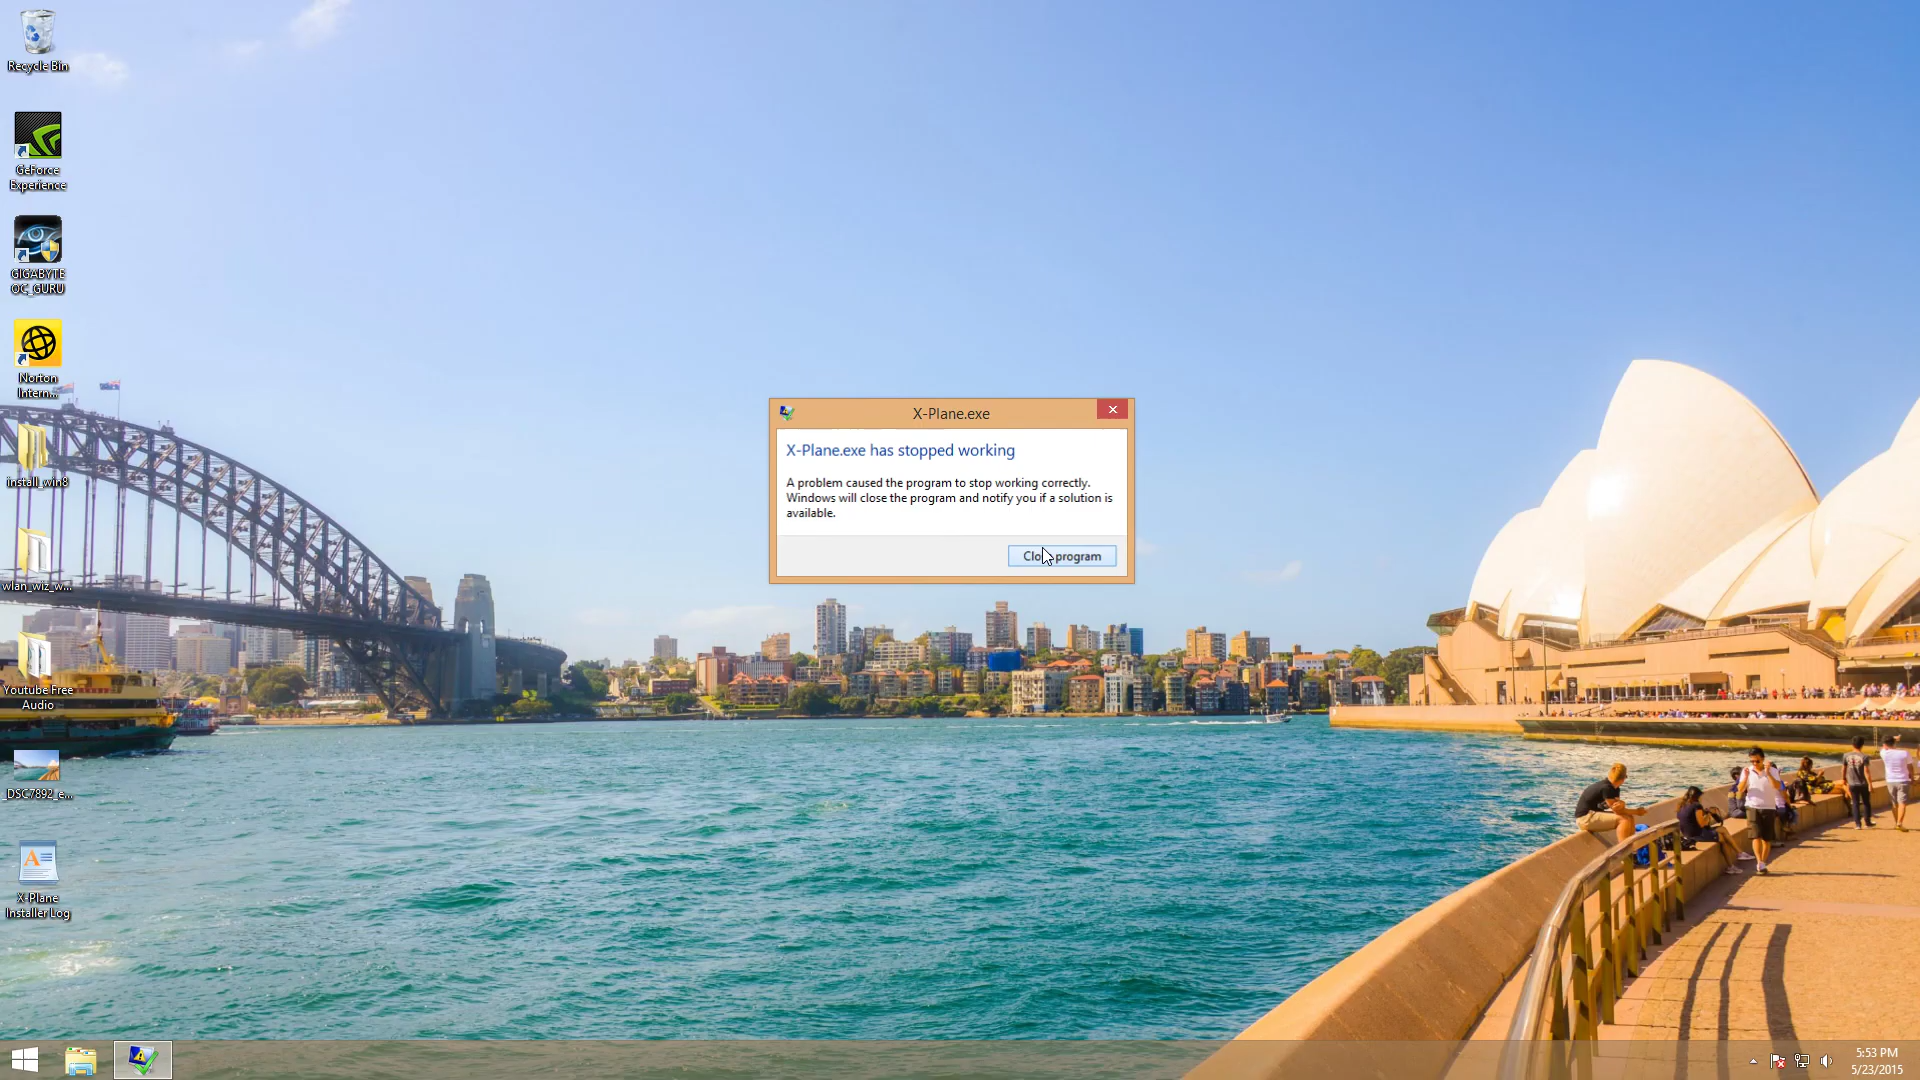 Recycle Bin
GeForce
Experience
GIGABYTE
OC_GURU
Norton
Intern...
install_win8
wlan_wiz_w...
Youtube Free
Audio
_DSC7892_e...
X-Plane
Installer Log
X-Plane.exe
X-Plane.exe has stopped working
A problem caused the program to stop working correctly.
Windows will close the program and notify you if a solution is
available.
program
5:53 PM
5/23/2015